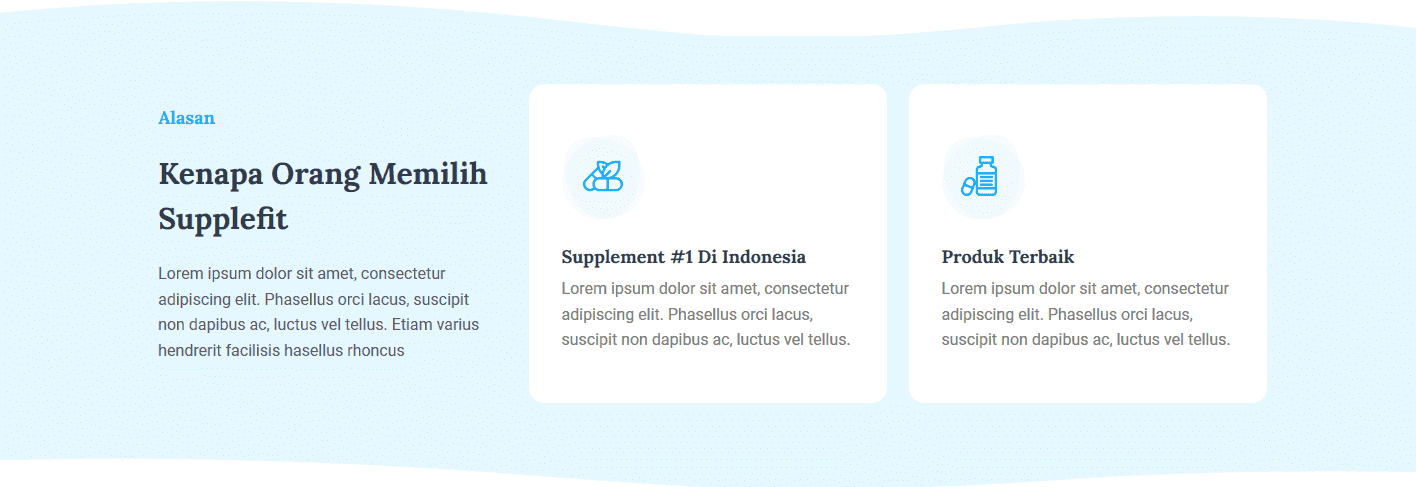 Alasan
Kenapa Orang Memilih
Supplefit
Lorem ipsum dolor sit amet, consectetur
adipiscing elit. Phasellus orci lacus, suscipit
non dapibus ac, luctus vel tellus. Etiam varius
hendrerit facilisis hasellus rhoncus
Supplement #1 Di Indonesia
Lorem ipsum dolor sit amet, consectetur
adipiscing elit. Phasellus orci lacus,
suscipit non dapibus ac, luctus vel tellus.
Produk Terbaik
Lorem ipsum dolor sit amet, consectetur
adipiscing elit. Phasellus orci lacus,
suscipit non dapibus ac, luctus vel tellus.